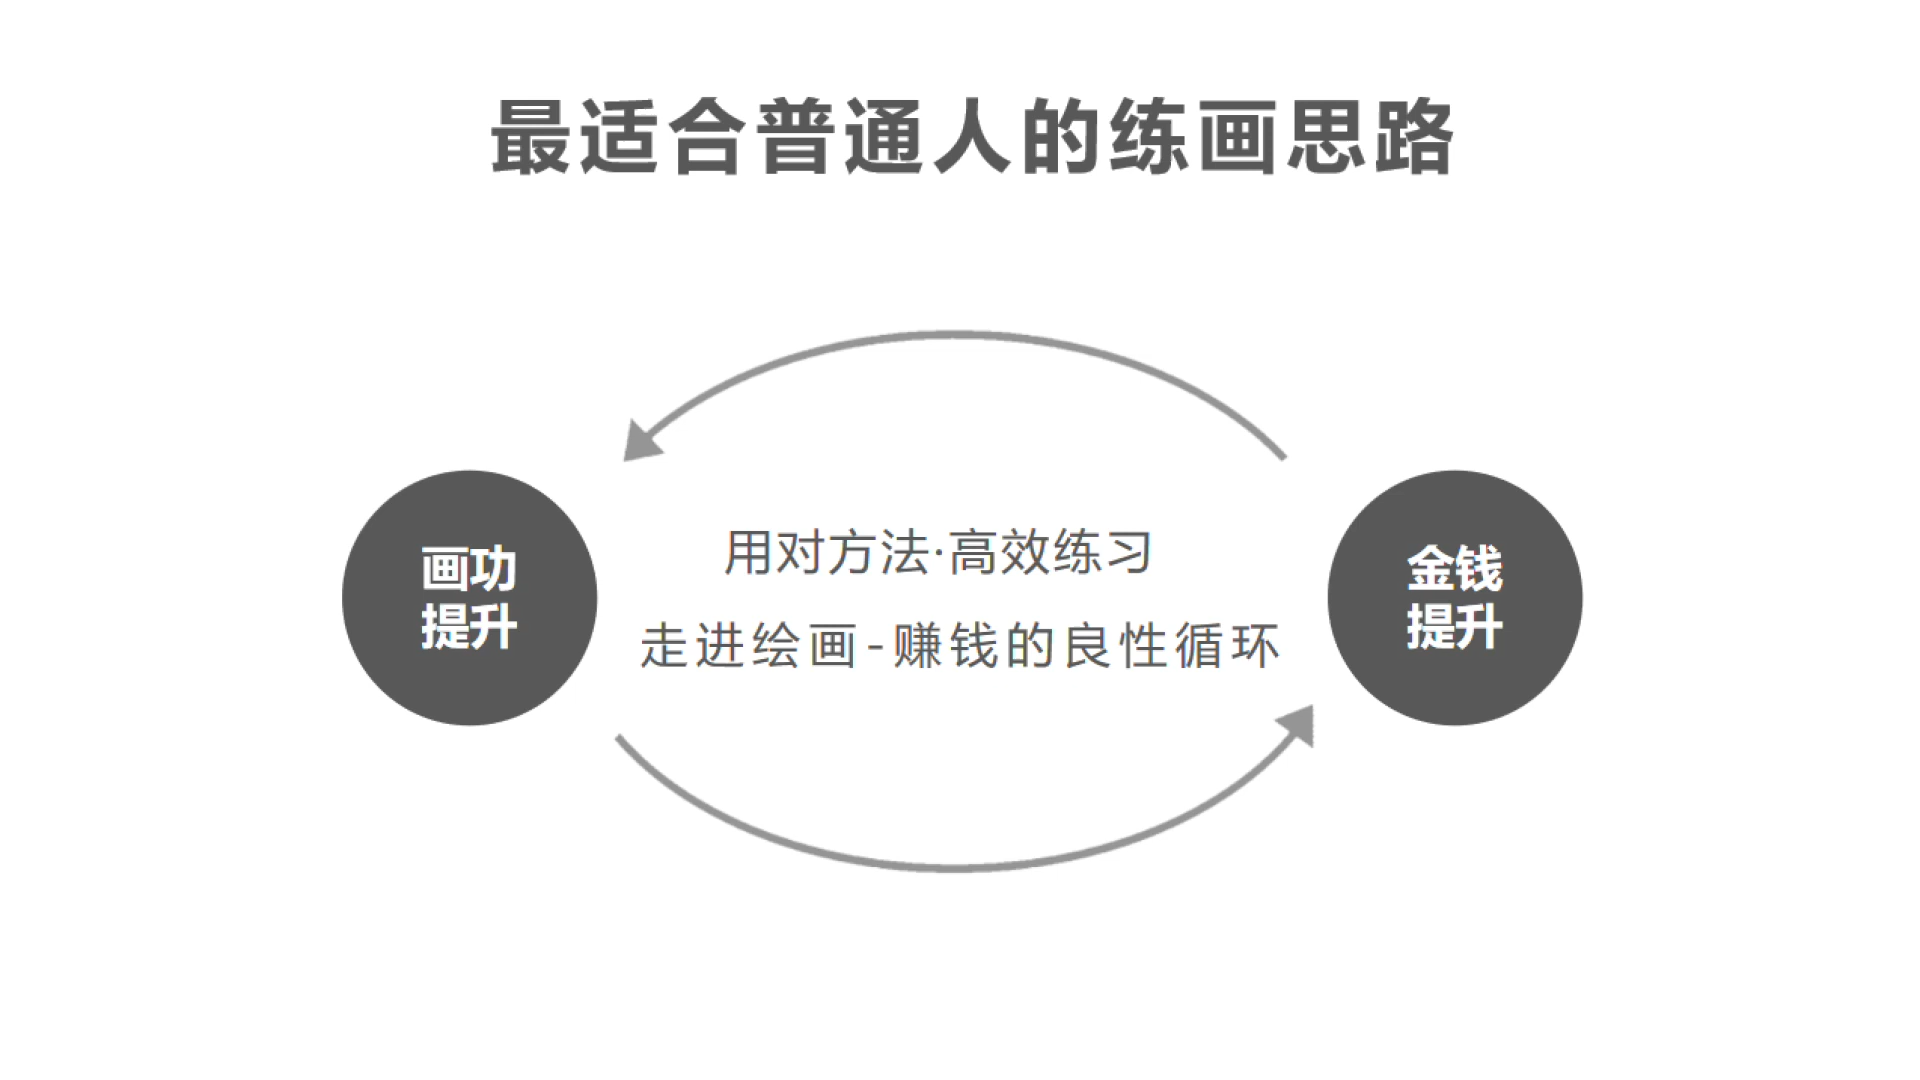 最适合普通人的练画思路
用对方法·高效练习
走进绘画-赚钱的良性循环
画功
提升
金钱
提升